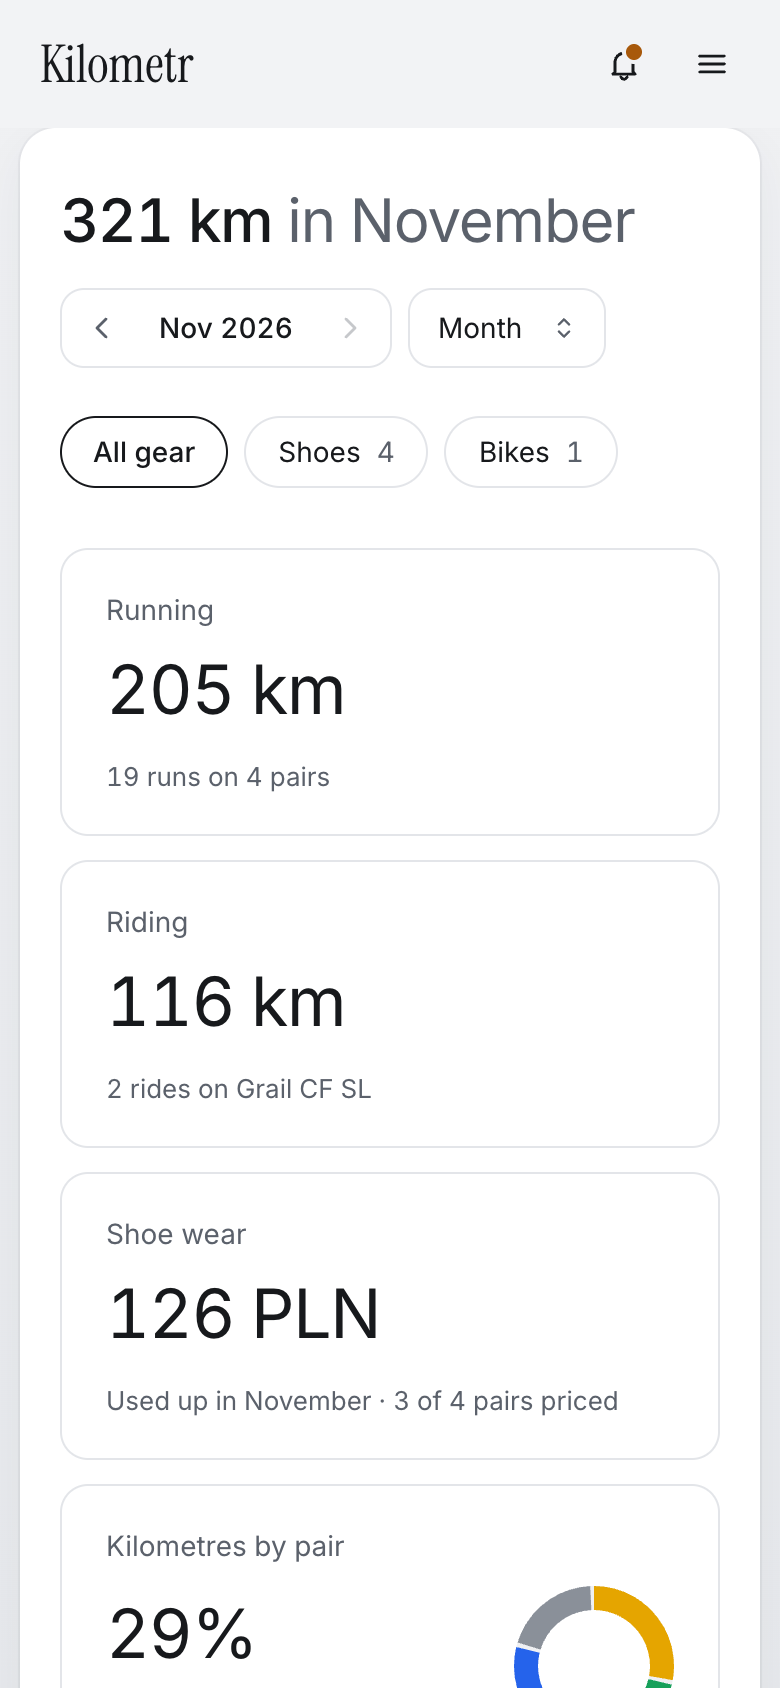 Kilometr
321 km in November
Nov 2026
Month
All gear
Shoes 4
Bikes 1
Running
205 km
19 runs on 4 pairs
Riding
116 km
2 rides on Grail CF SL
Shoe wear
126 PLN
Used up in November · 3 of 4 pairs priced
Kilometres by pair
29%